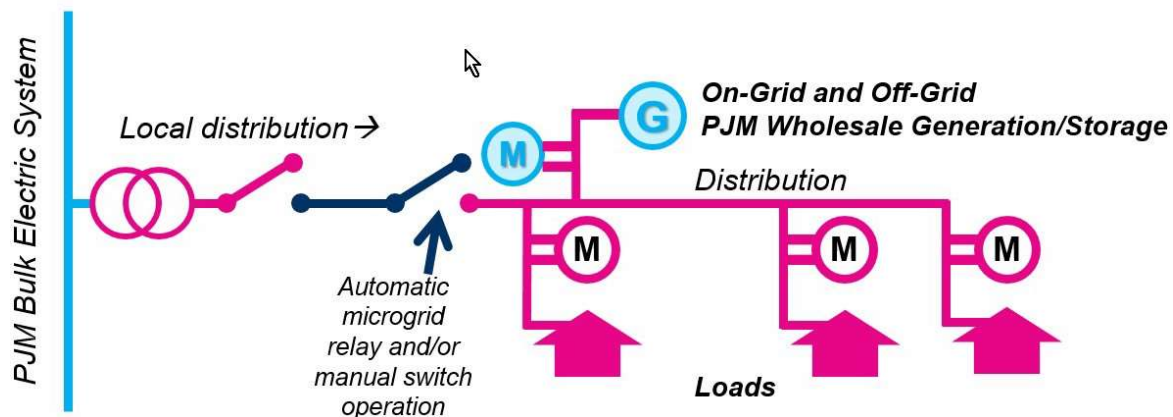 PJM Bulk Electric System
Local distribution →
M
G
On-Grid and Off-Grid
PJM Wholesale Generation/Storage
Distribution
M
M
M
Automatic
microgrid
relay and/or
manual switch
operation
Loads